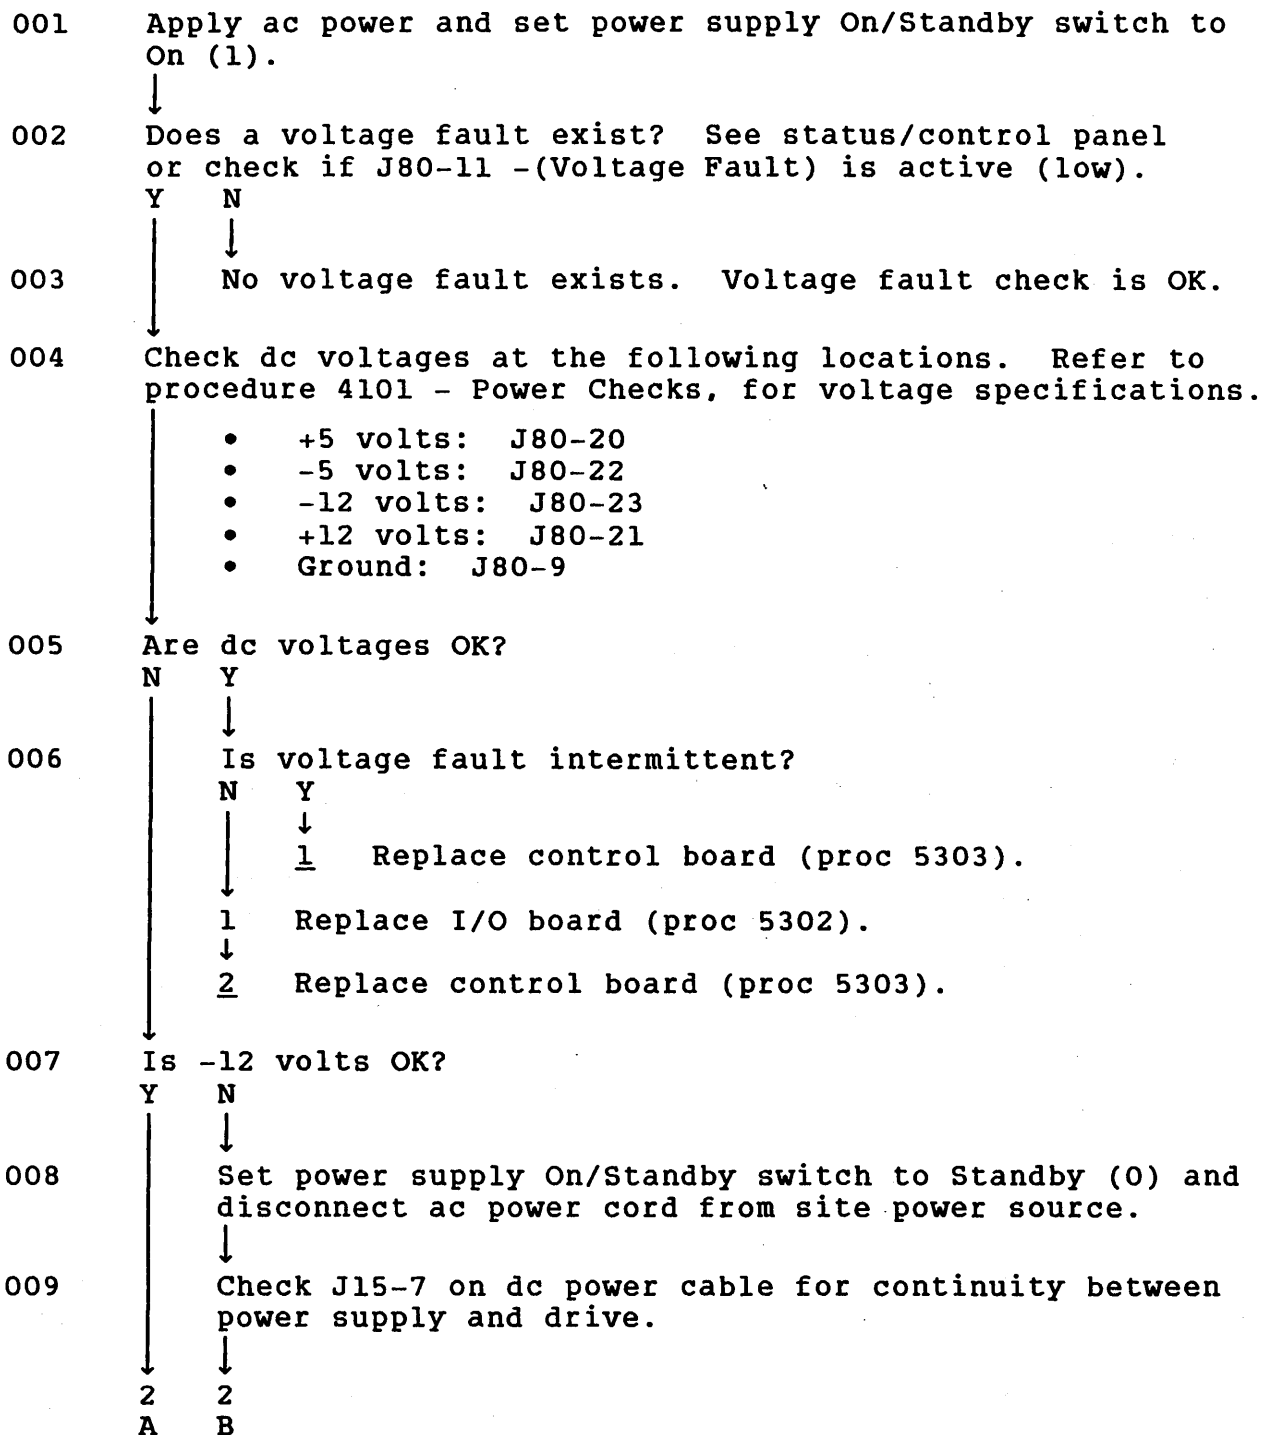 001 Apply ac power and set power supply On/Standby switch to
On (1).
002 Does a voltage fault exist? See status/control panel
or check if J80-11 -(Voltage Fault) is active (low).
Y N
003 No voltage fault exists. Voltage fault check is OK.
004 Check dc voltages at the following locations. Refer to
procedure 4101 - Power Checks, for voltage specifications.
• +5 volts: J80-20
• -5 volts: J80-22
• -12 volts: J80-23
• +12 volts: J80-21
• Ground: J80-9
005 Are dc voltages OK?
N Y
006 Is voltage fault intermittent?
N Y
1 Replace control board (proc 5303).
1 Replace I/O board (proc 5302).
2 Replace control board (proc 5303).
007 Is -12 volts OK?
Y N
008 Set power supply On/Standby switch to Standby (0) and
disconnect ac power cord from site power source.
009 Check J15-7 on dc power cable for continuity between
power supply and drive.
2 2
A B